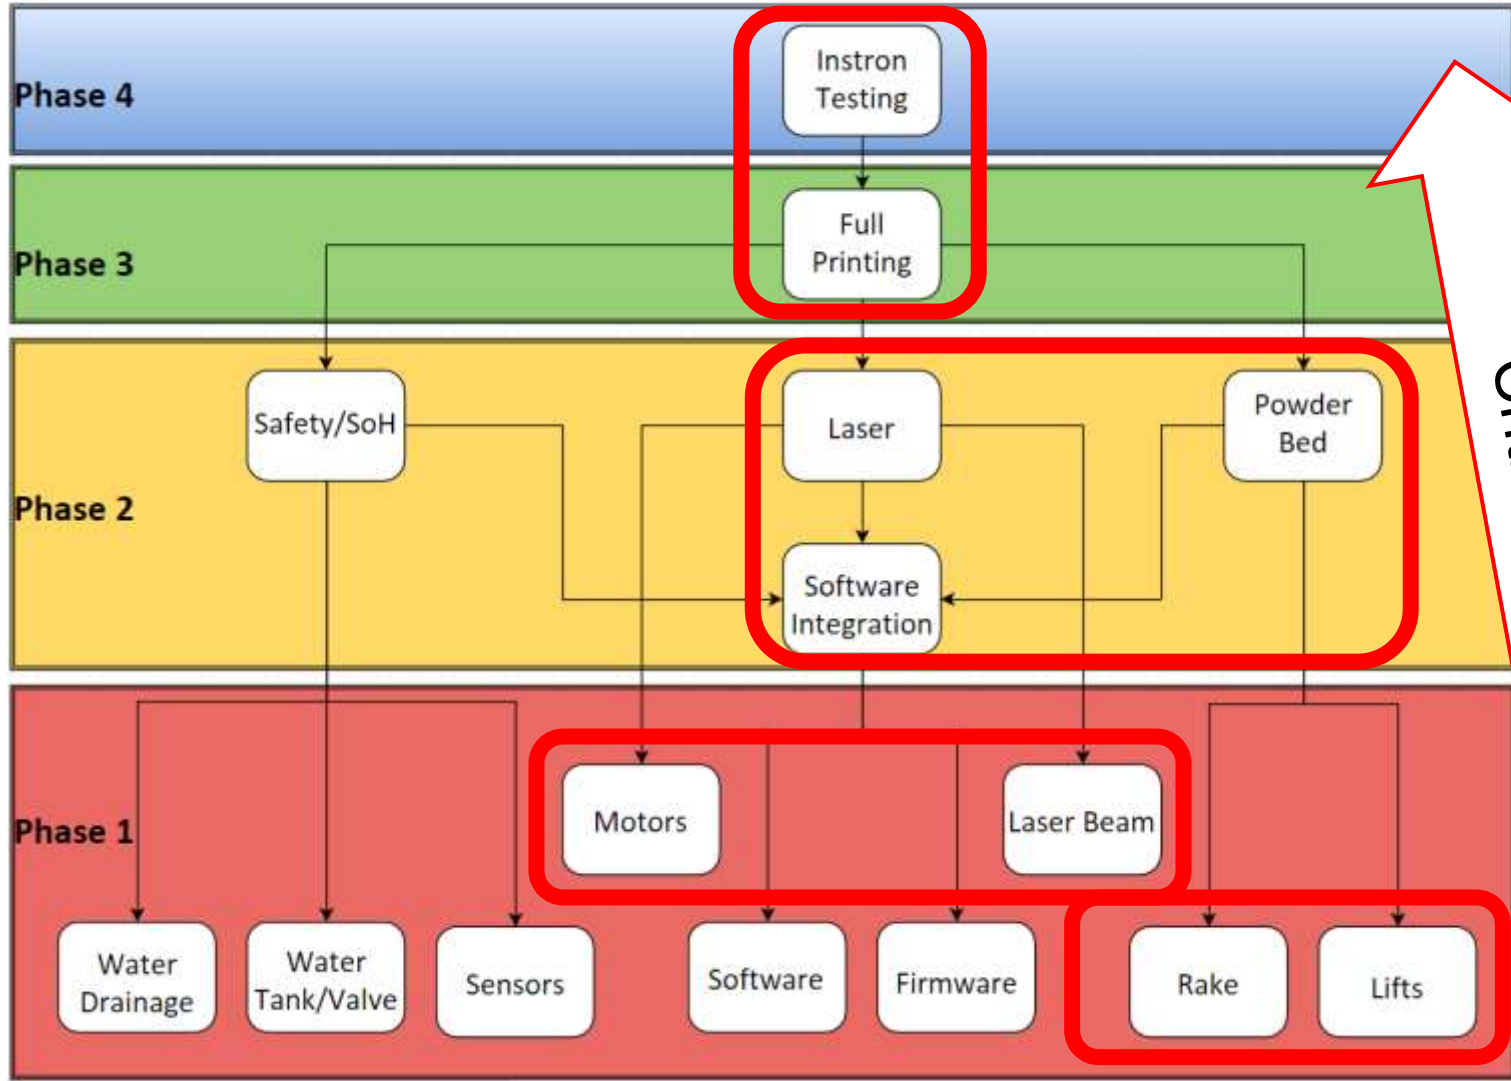 Phase 4
Instron
Testing
Phase 3
Full
Printing
Phase 2
Safety/SoH
Laser
Powder
Bed
Software
Integration
Phase 1
Motors
Laser Beam
Water
Drainage
Water
Tank/Valve
Sensors
Software
Firmware
Rake
Lifts